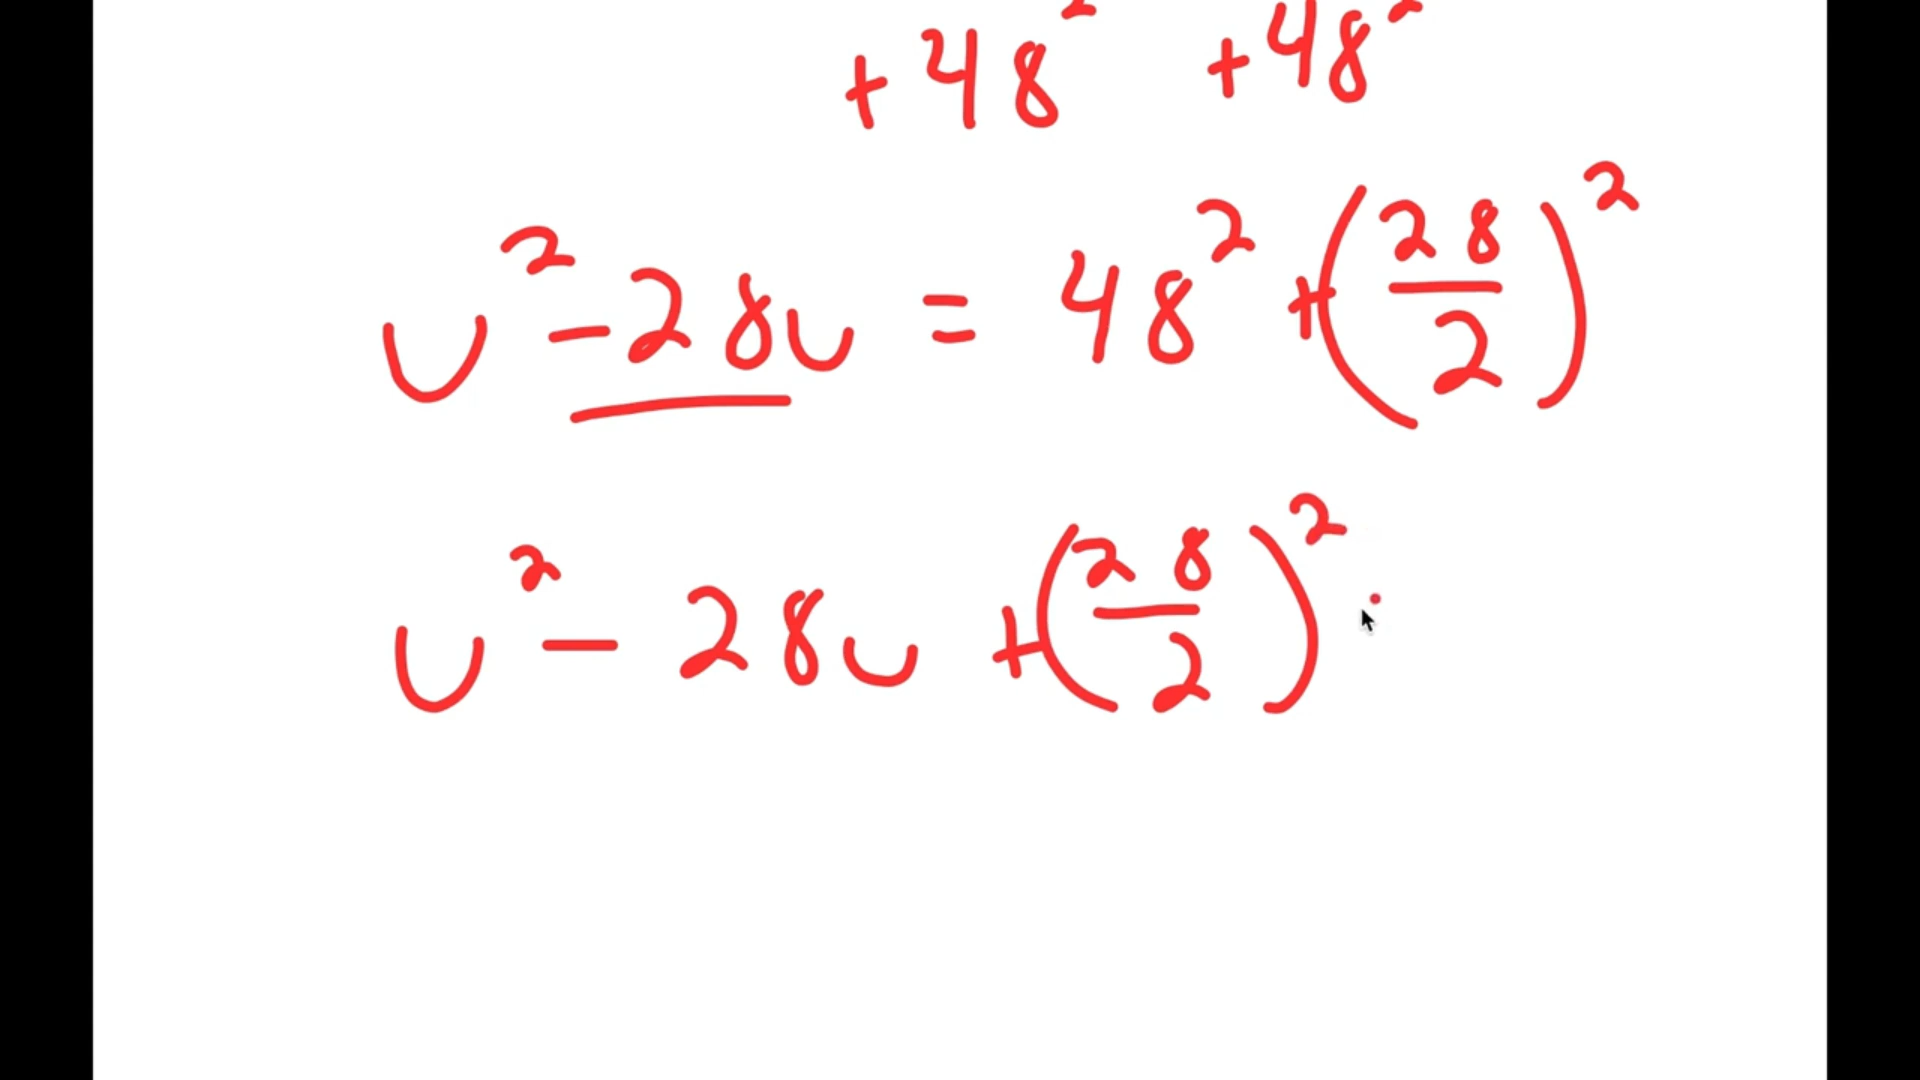 +48² +48²
u² - 28u = 48² + (28/2)²
u² - 28u + (28/2)²